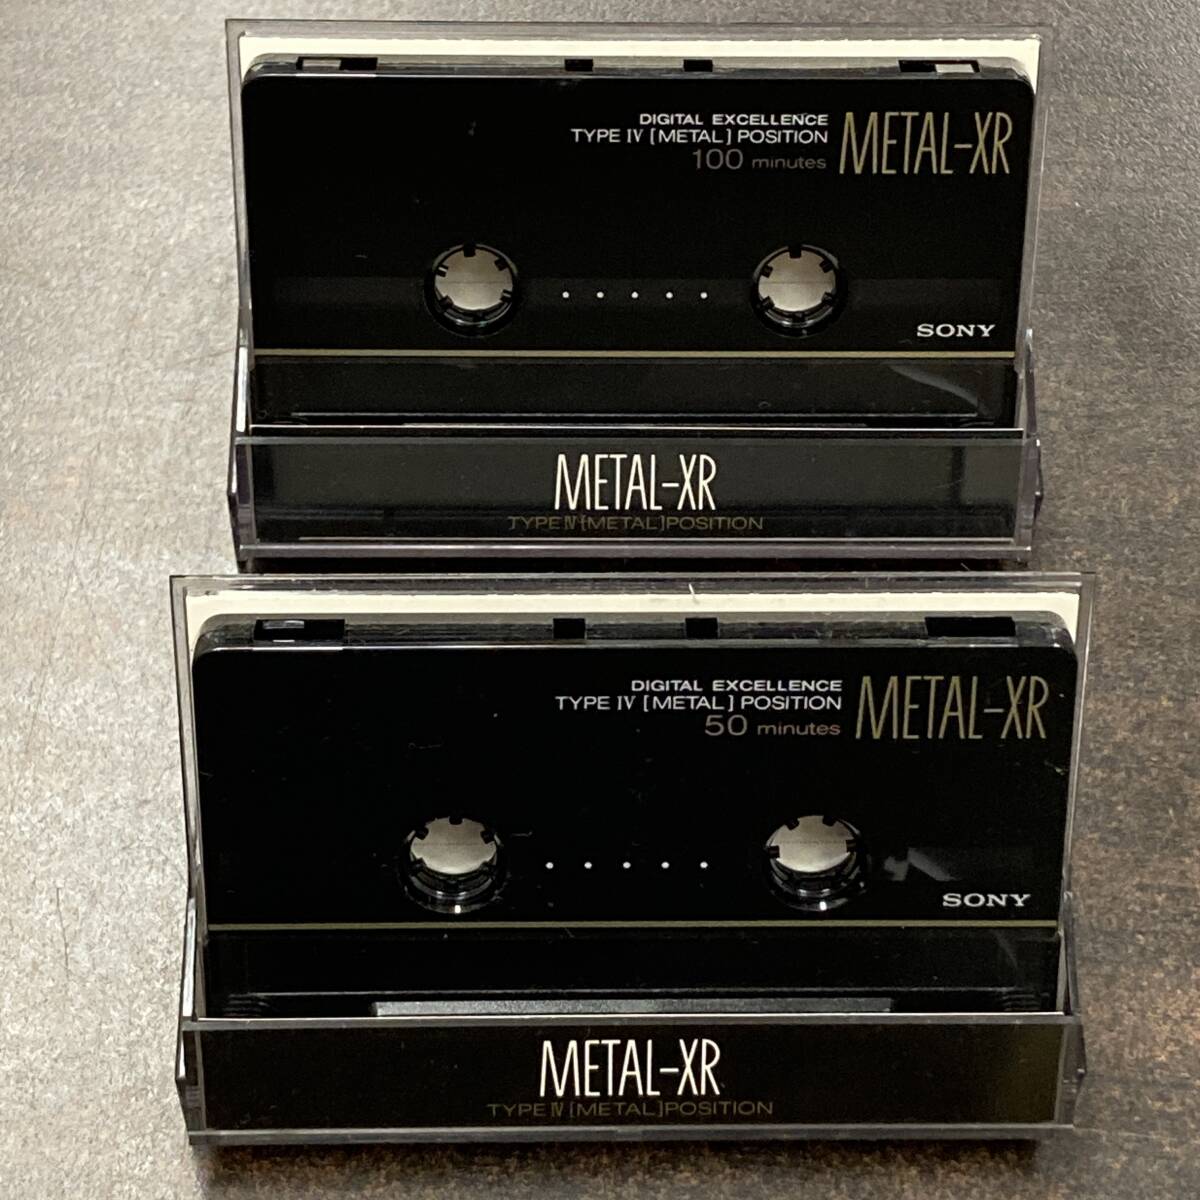 DIGITAL EXCELLENCE
TYPE IV [METAL] POSITION
100 minutes
METAL-XR
SONY
METAL-XR
TYPE IV [METAL] POSITION
DIGITAL EXCELLENCE
TYPE IV [METAL] POSITION
50 minutes
METAL-XR
SONY
METAL-XR
TYPE IV [METAL] POSITION